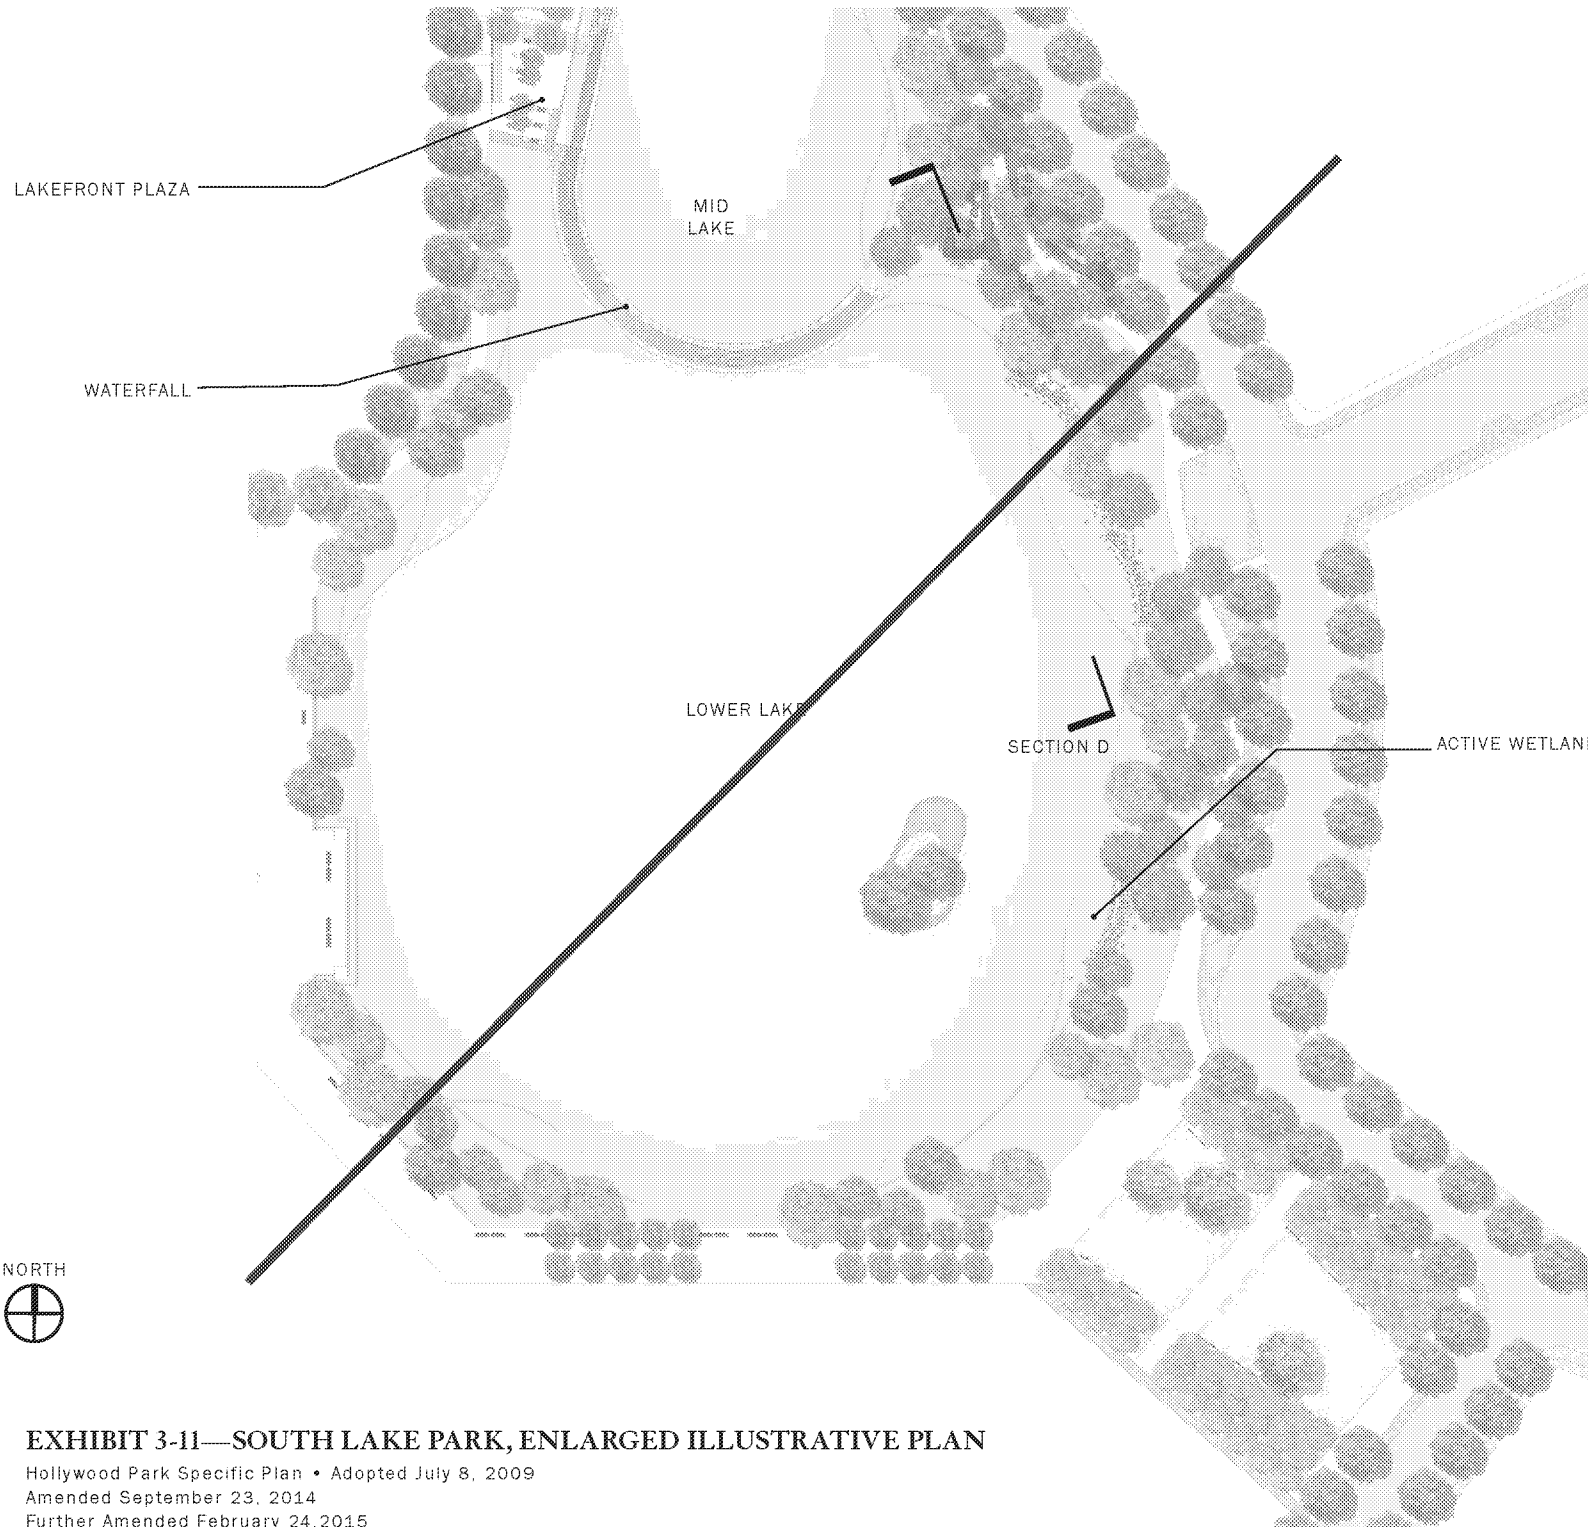 LAKEFRONT PLAZA
MID
LAKE
WATERFALL
LOWER LAKE
SECTION D
ACTIVE WETLAN
NORTH
EXHIBIT 3-11—SOUTH LAKE PARK, ENLARGED ILLUSTRATIVE PLAN
Hollywood Park Specific Plan • Adopted July 8, 2009
Amended September 23, 2014
Further Amended February 24,2015